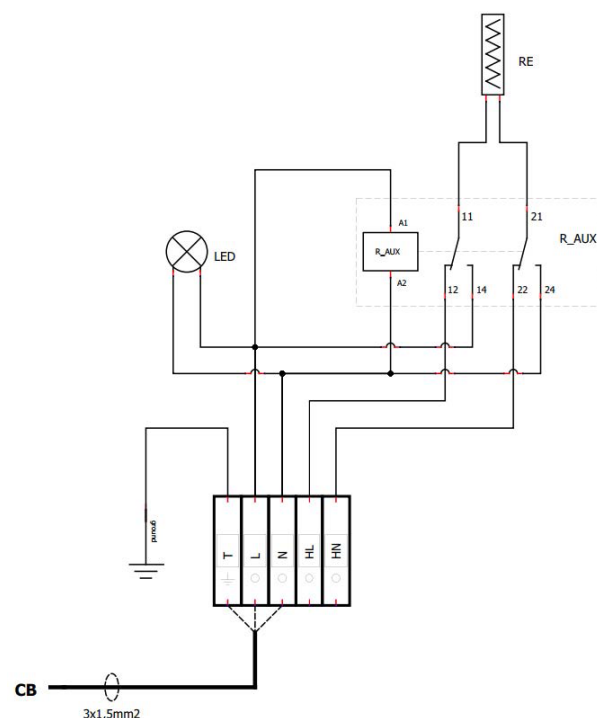 RE
11
21
A1
R_AUX
R_AUX
LED
A2
12
14
22
24
ground
T
L
N
HL
HN
CB
3x1.5mm2